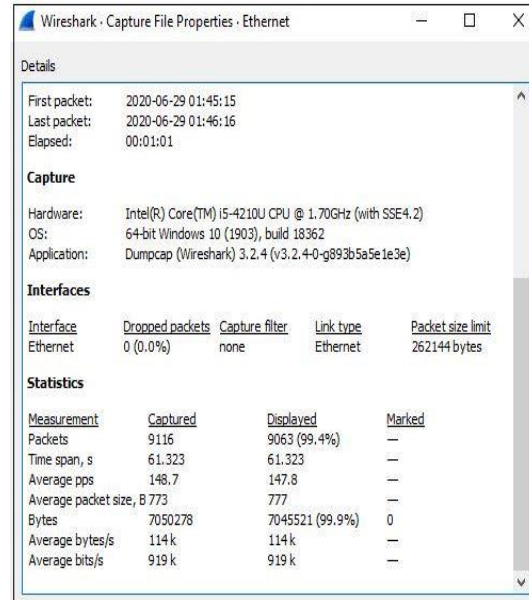 Wireshark · Capture File Properties · Ethernet
Details
First packet: 2020-06-29 01:45:15
Last packet: 2020-06-29 01:46:16
Elapsed: 00:01:01
Capture
Hardware: Intel(R) Core(TM) i5-4210U CPU @ 1.70GHz (with SSE4.2)
OS: 64-bit Windows 10 (1903), build 18362
Application: Dumpcap (Wireshark) 3.2.4 (v3.2.4-0-g893b5a5e1e3e)
Interfaces
Interface Dropped packets Capture filter Link type Packet size limit
Ethernet 0 (0.0%) none Ethernet 262144 bytes
Statistics
Measurement Captured Displayed Marked
Packets 9116 9063 (99.4%) —
Time span, s 61.323 61.323 —
Average pps 148.7 147.8 —
Average packet size, B 773 777 —
Bytes 7050278 7045521 (99.9%) 0
Average bytes/s 114 k 114 k —
Average bits/s 919 k 919 k —